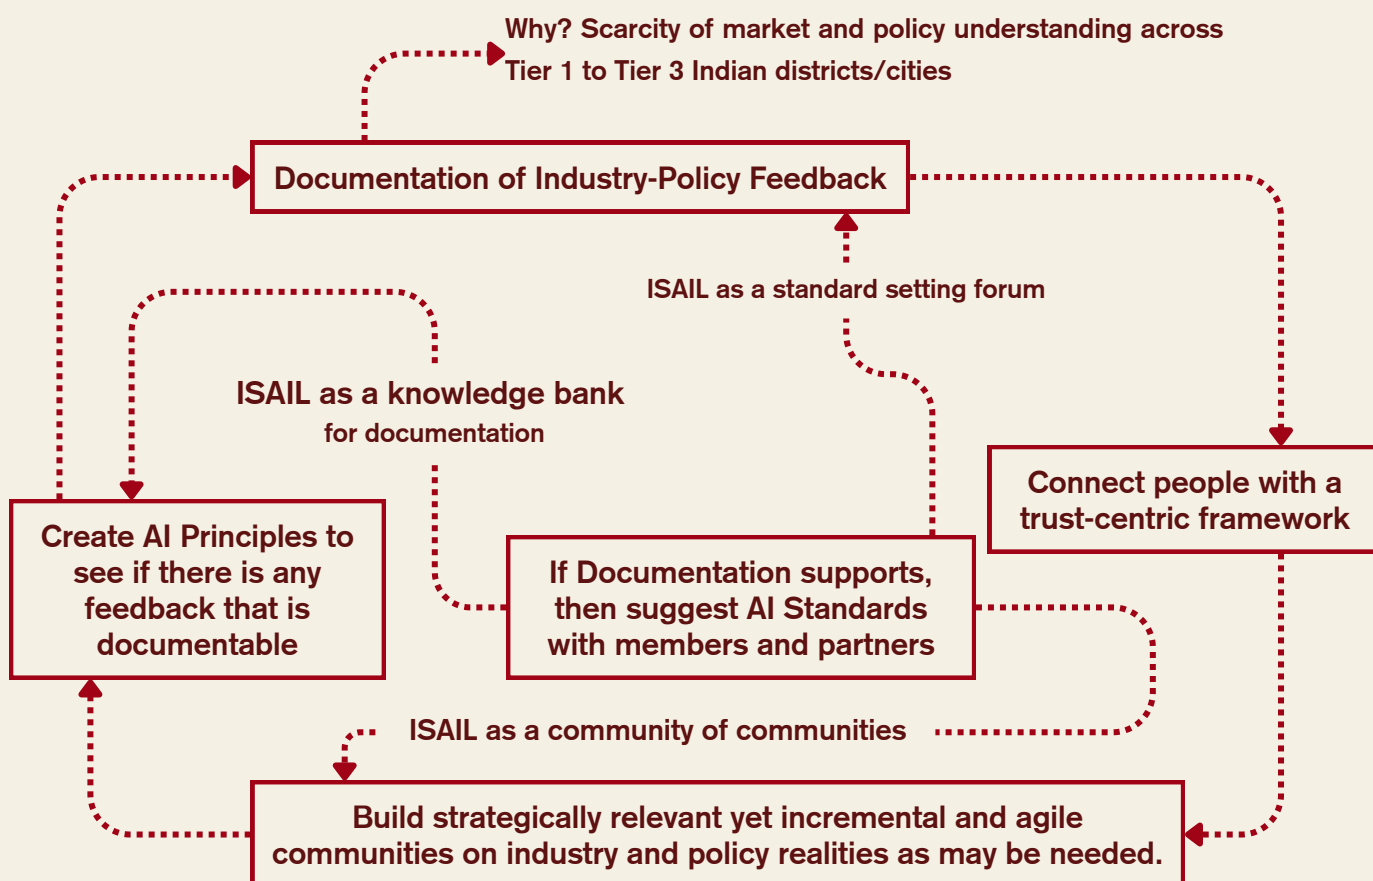 Why? Scarcity of market and policy understanding across
Tier 1 to Tier 3 Indian districts/cities
Documentation of Industry-Policy Feedback
ISAIL as a standard setting forum
ISAIL as a knowledge bank
for documentation
Connect people with a
trust-centric framework
Create AI Principles to
see if there is any
feedback that is
documentable
If Documentation supports,
then suggest AI Standards
with members and partners
ISAIL as a community of communities
Build strategically relevant yet incremental and agile
communities on industry and policy realities as may be needed.